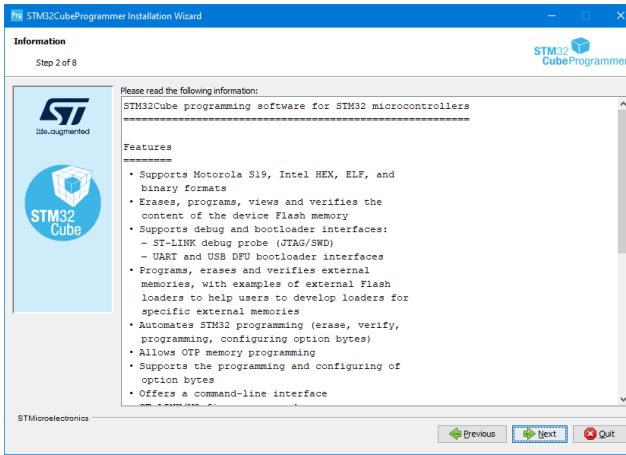 STM32CubeProgrammer Installation Wizard
Information
Step 2 of 8
STM32
CubeProgrammer
Please read the following information:
life.augmented
STM32
Cube
STM32Cube programming software for STM32 microcontrollers
=========================================================
Features
========
• Supports Motorola S19, Intel HEX, ELF, and
binary formats
• Erases, programs, views and verifies the
content of the device Flash memory
• Supports debug and bootloader interfaces:
– ST-LINK debug probe (JTAG/SWD)
– UART and USB DFU bootloader interfaces
• Programs, erases and verifies external
memories, with examples of external Flash
loaders to help users to develop loaders for
specific external memories
• Automates STM32 programming (erase, verify,
programming, configuring option bytes)
• Allows OTP memory programming
• Supports the programming and configuring of
option bytes
• Offers a command-line interface
STMicroelectronics
Previous
Next
Quit